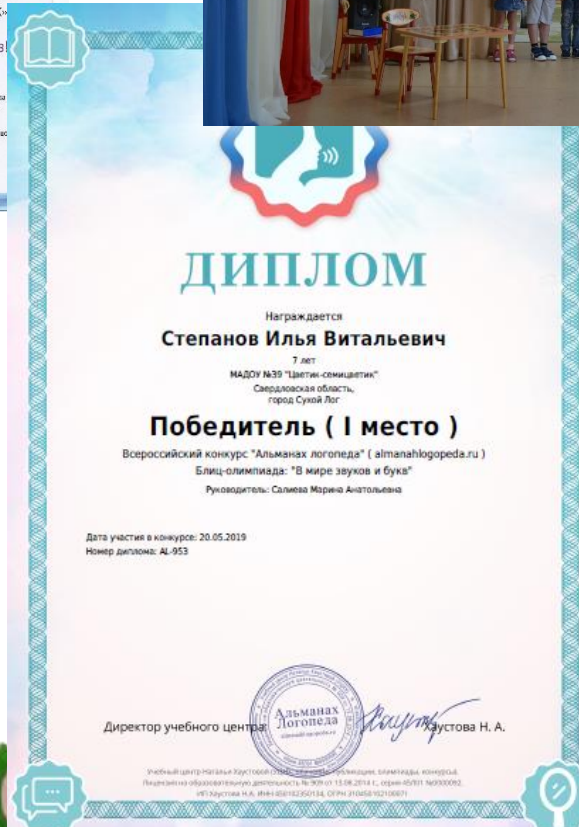 ДИПЛОМ
Награждается
Степанов Илья Витальевич
7 лет
МАДОУ №39 "Цветик-семицветик"
Свердловская область,
город Сухой Лог
Победитель ( I место )
Всероссийский конкурс "Альманах логопеда" ( almanahlogopeda.ru )
Блиц-олимпиада: "В мире звуков и букв"
Руководитель: Салиева Марина Анатольевна
Дата участия в конкурсе: 20.05.2019
Номер диплома: AL-953
Альманах
Логопеда
Директор учебного центра
Хаустова Н. А.